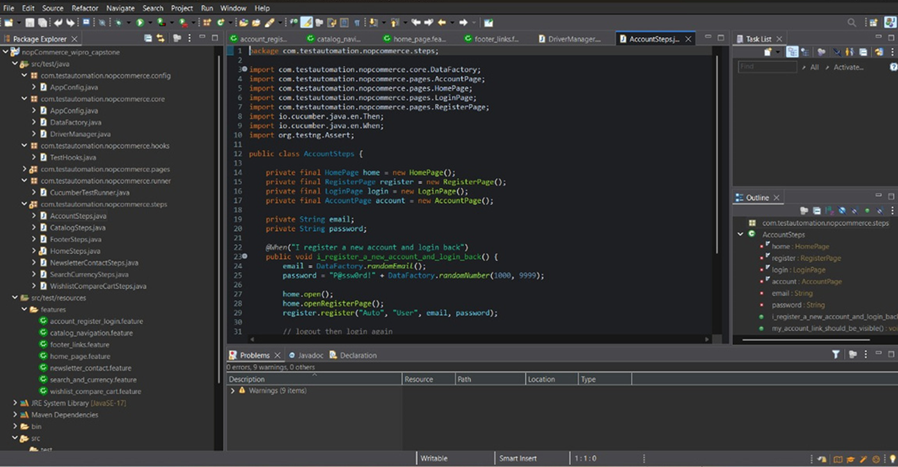 File Edit Source Refactor Navigate Search Project Run Window Help
Package Explorer
nopCommerce_wipro_capstone
src/test/java
com.testautomation.nopcommerce.config
AppConfig.java
com.testautomation.nopcommerce.core
AppConfig.java
DataFactory.java
DriverManager.java
com.testautomation.nopcommerce.hooks
TestHooks.java
com.testautomation.nopcommerce.pages
com.testautomation.nopcommerce.runner
CucumberTestRunner.java
com.testautomation.nopcommerce.steps
AccountSteps.java
CatalogSteps.java
FooterSteps.java
HomeSteps.java
NewsletterContactSteps.java
SearchCurrencySteps.java
WishlistCompareCartSteps.java
src/test/resources
features
account_register_login.feature
catalog_navigation.feature
footer_links.feature
home_page.feature
newsletter_contact.feature
search_and_currency.feature
wishlist_compare_cart.feature
JRE System Library [JavaSE-17]
Maven Dependencies
bin
src
test
account_regis... catalog_navi... home_page.fea... footer_links.f... DriverManager.... AccountSteps.j...
1 package com.testautomation.nopcommerce.steps;
2
3 import com.testautomation.nopcommerce.core.DataFactory;
4 import com.testautomation.nopcommerce.pages.AccountPage;
5 import com.testautomation.nopcommerce.pages.HomePage;
6 import com.testautomation.nopcommerce.pages.LoginPage;
7 import com.testautomation.nopcommerce.pages.RegisterPage;
8 import io.cucumber.java.en.Then;
9 import io.cucumber.java.en.When;
10 import org.testng.Assert;
11
12 public class AccountSteps {
13
14 private final HomePage home = new HomePage();
15 private final RegisterPage register = new RegisterPage();
16 private final LoginPage login = new LoginPage();
17 private final AccountPage account = new AccountPage();
18
19 private String email;
20 private String password;
21
22 @When("I register a new account and login back")
23 public void i_register_a_new_account_and_login_back() {
24 email = DataFactory.randomEmail();
25 password = "P@ssw0rd!" + DataFactory.randomNumber(1000, 9999);
26
27 home.open();
28 home.openRegisterPage();
29 register.register("Auto", "User", email, password);
30
31 // logout then login again
Task List
Find All Activate...
Outline
com.testautomation.nopcommerce.steps
AccountSteps
home : HomePage
register : RegisterPage
login : LoginPage
account : AccountPage
email : String
password : String
i_register_a_new_account_and_login_back
my_account_link_should_be_visible() : voi
Problems Javadoc Declaration
0 errors, 9 warnings, 0 others
Description Resource Path Location Type
Warnings (9 items)
Writable Smart Insert 1 : 1 : 0